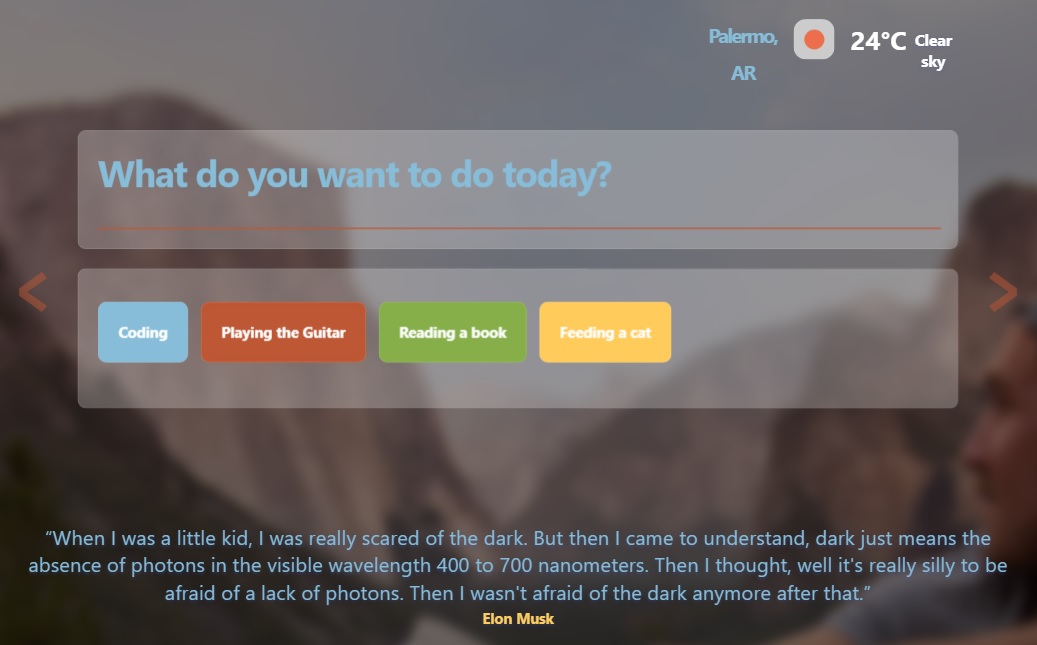 Palermo,
AR
24°C
Clear
sky
What do you want to do today?
Coding
Playing the Guitar
Reading a book
Feeding a cat
“When I was a little kid, I was really scared of the dark. But then I came to understand, dark just means the
absence of photons in the visible wavelength 400 to 700 nanometers. Then I thought, well it's really silly to be
afraid of a lack of photons. Then I wasn't afraid of the dark anymore after that.”
Elon Musk